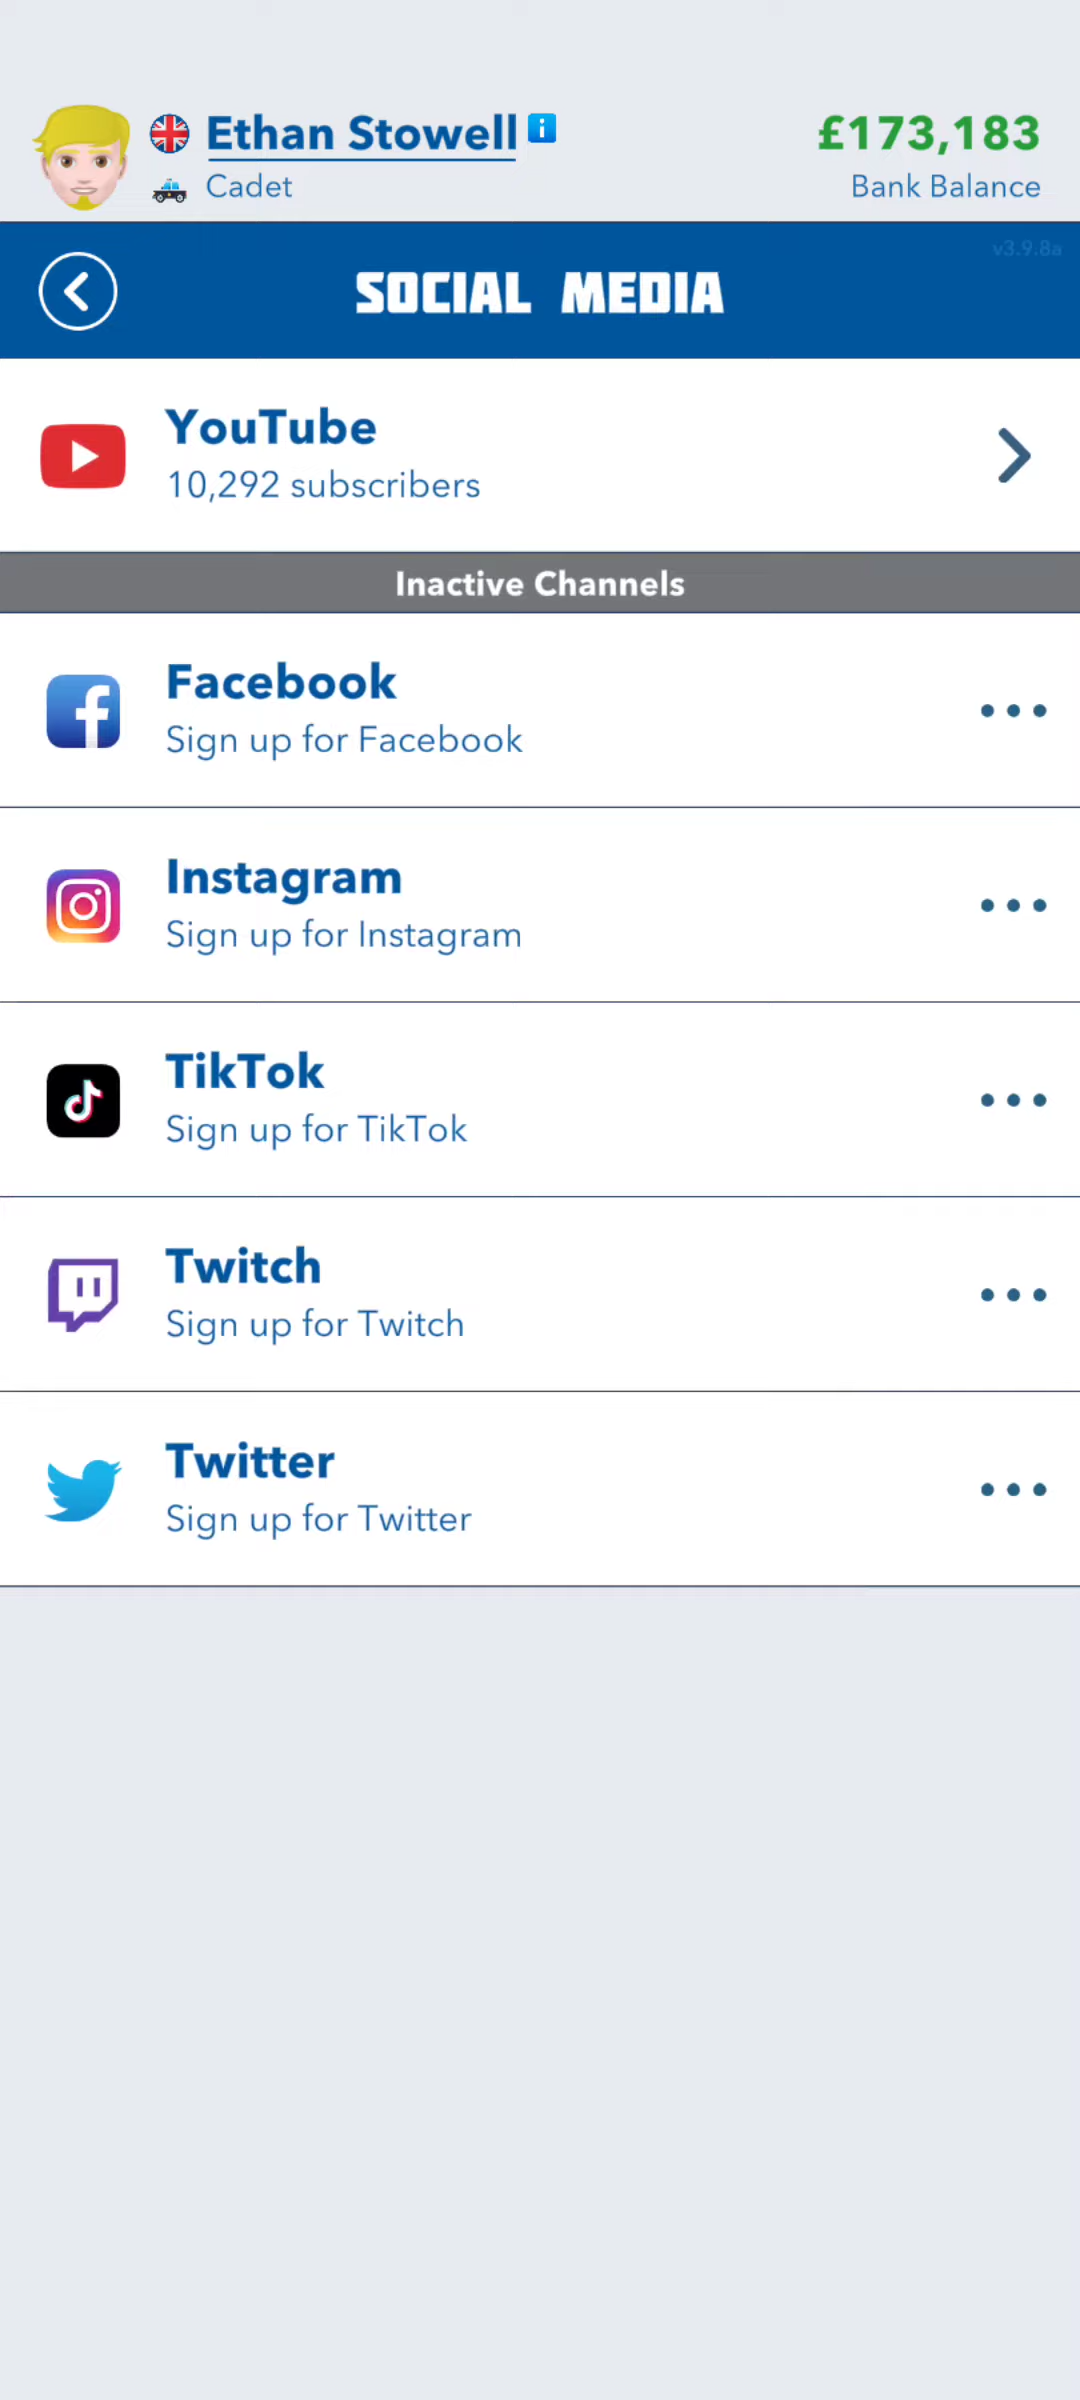 Ethan Stowell
Cadet
£173,183
Bank Balance
v3.9.8a
SOCIAL MEDIA
YouTube
10,292 subscribers
Inactive Channels
Facebook
Sign up for Facebook
Instagram
Sign up for Instagram
TikTok
Sign up for TikTok
Twitch
Sign up for Twitch
Twitter
Sign up for Twitter